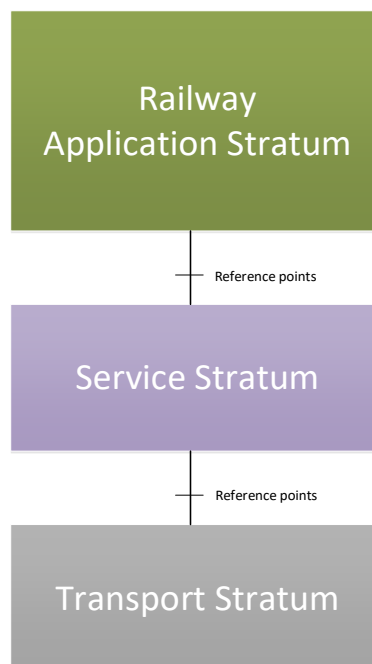 Railway
Application Stratum
Reference points
Service Stratum
Reference points
Transport Stratum